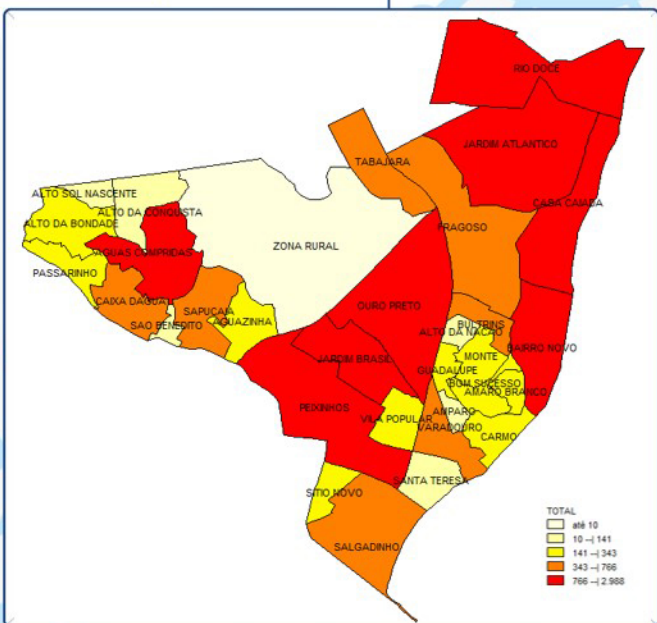 RIO DOCE
JARDIM ATLANTICO
TABAJARA
CASA CAIADA
ALTO SOL NASCENTE
ALTO DA CONQUISTA
ALTO DA BONDADE
FRAGOSO
ZONA RURAL
AGUAS COMPRIDAS
PASSARINHO
CAIXA DAGUA
OURO PRETO
SAPUCAIA
SAO BENEDITO
AGUAZINHA
BULTRINS
ALTO DA NACAO
BAIRRO NOVO
JARDIM BRASIL
MONTE
GUADALUPE
BOM SUCESSO
AMARO BRANCO
PEIXINHOS
AMPARO
VILA POPULAR
VARADOURO
CARMO
SANTA TERESA
SITIO NOVO
SALGADINHO
TOTAL
até 10
10 --| 141
141 --| 343
343 --| 766
766 --| 2.988